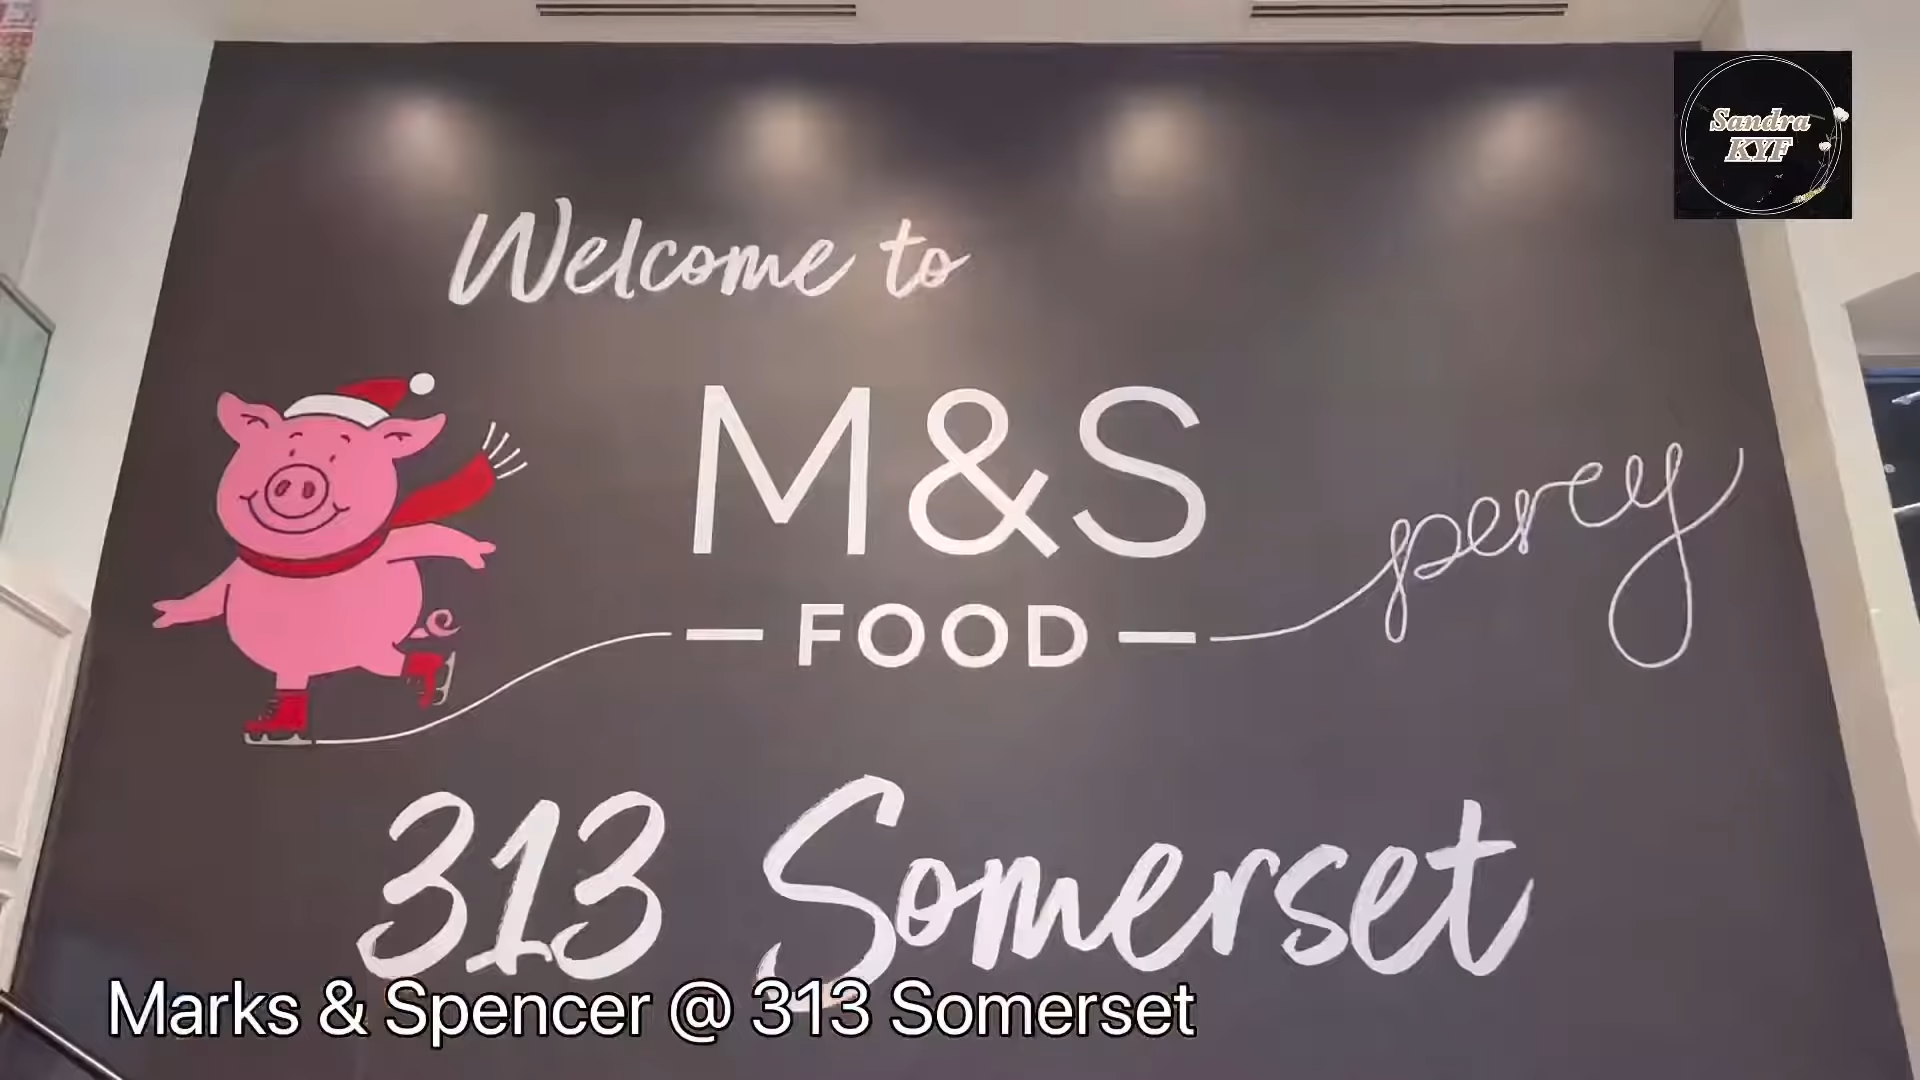 Sandra
KYF
Welcome to
M&S
FOOD
percy
313 Somerset
Marks & Spencer @ 313 Somerset